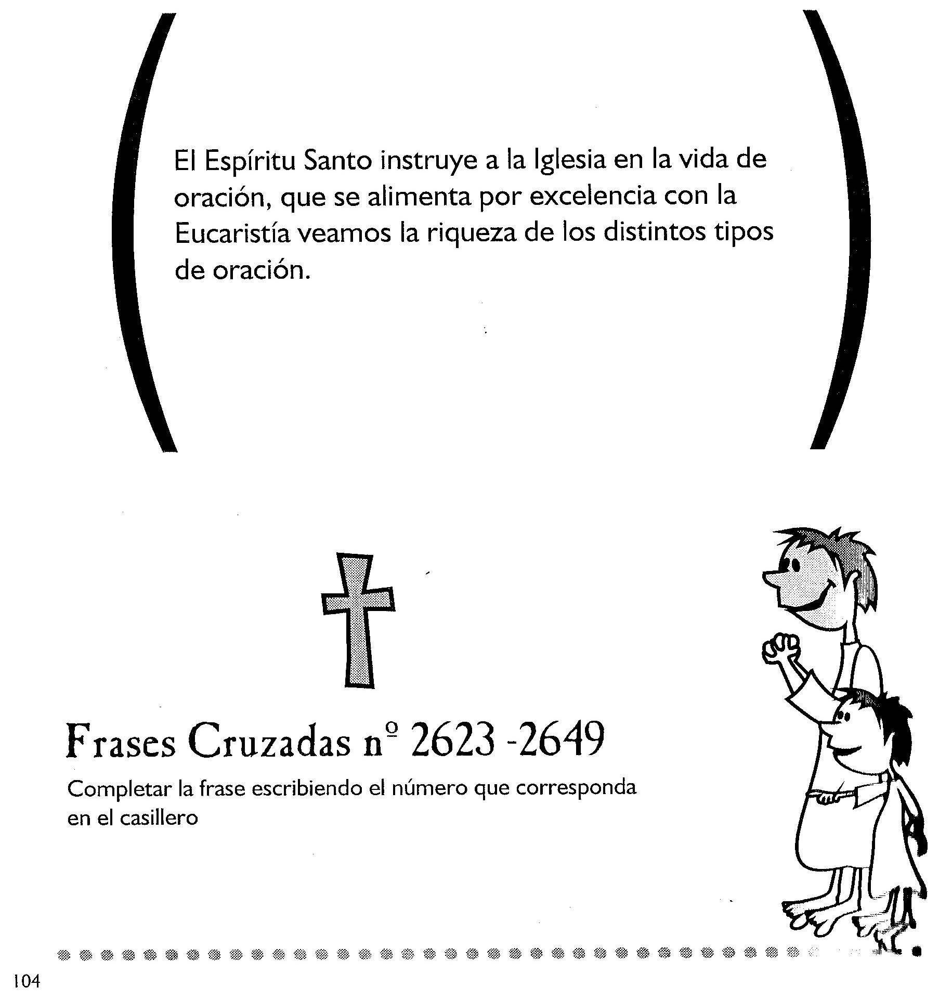 El Espíritu Santo instruye a la Iglesia en la vida de
oración, que se alimenta por excelencia con la
Eucaristía veamos la riqueza de los distintos tipos
de oración.
Frases Cruzadas nº 2623 -2649
Completar la frase escribiendo el número que corresponda
en el casillero
104